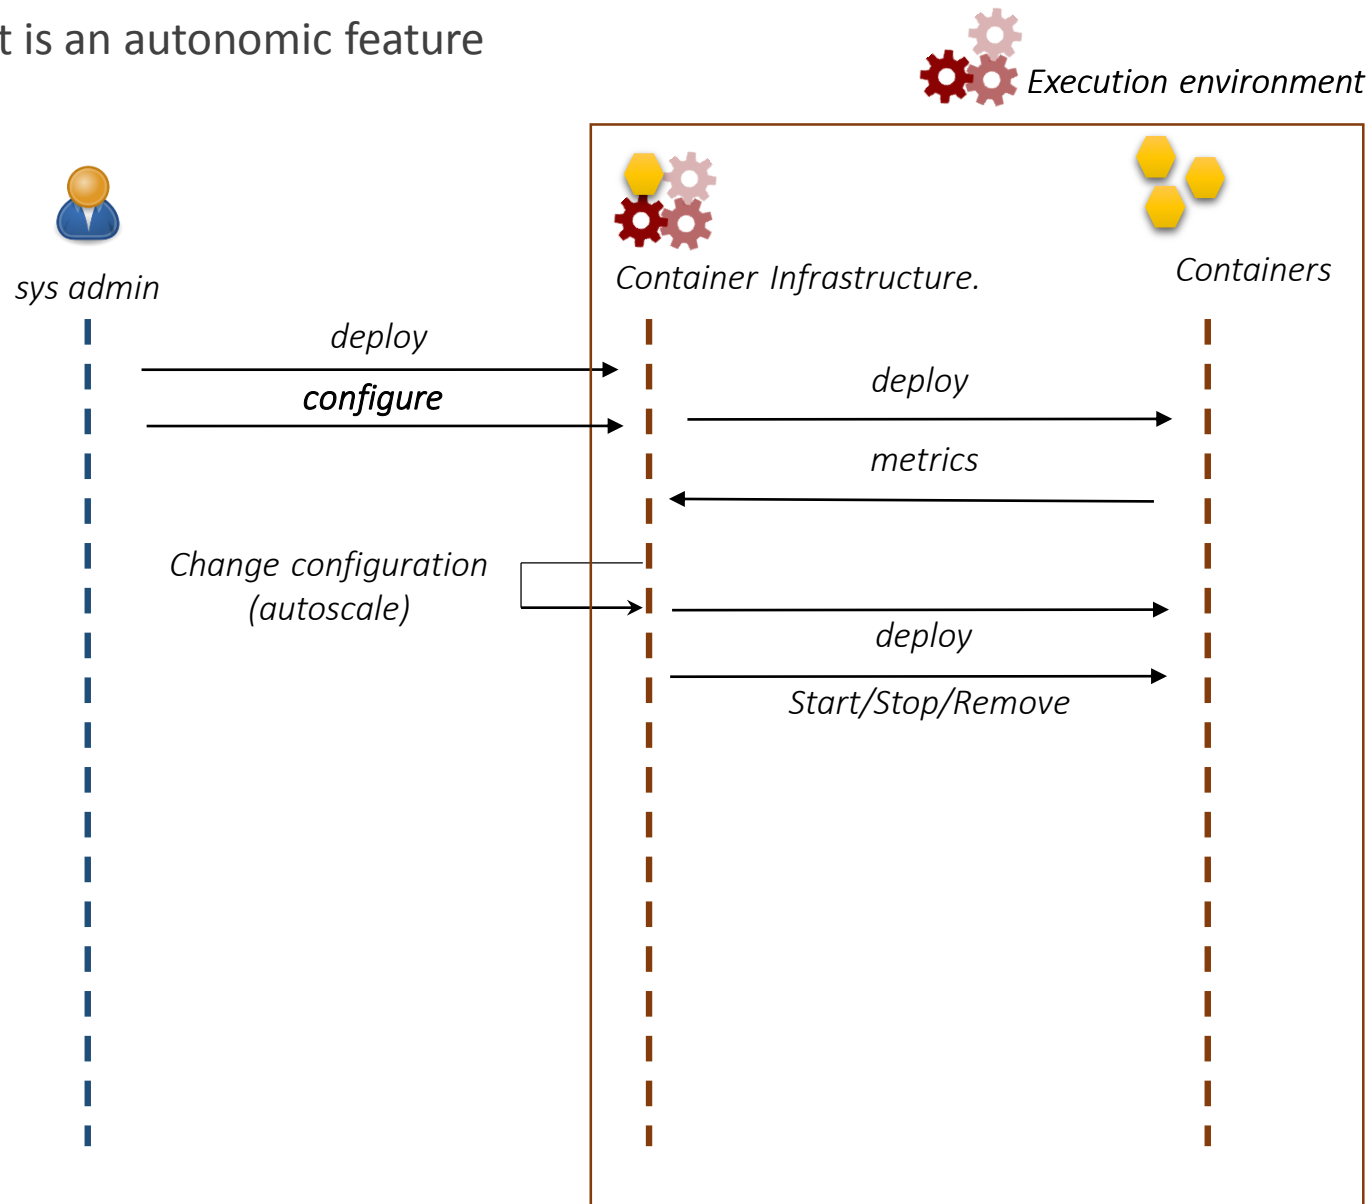 t is an autonomic feature
Execution environment
sys admin
Container Infrastructure.
Containers
deploy
configure
deploy
metrics
Change configuration
(autoscale)
deploy
Start/Stop/Remove